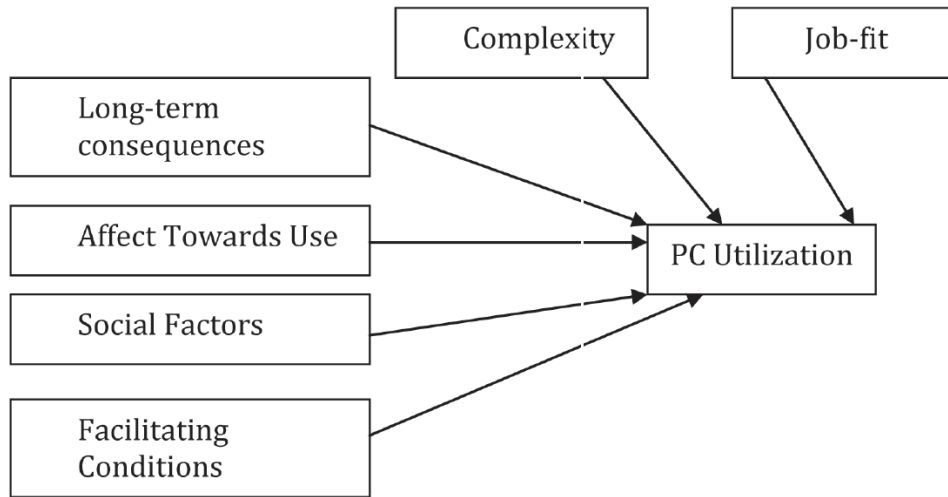 Complexity
Job-fit
Long-term
consequences
Affect Towards Use
PC Utilization
Social Factors
Facilitating
Conditions